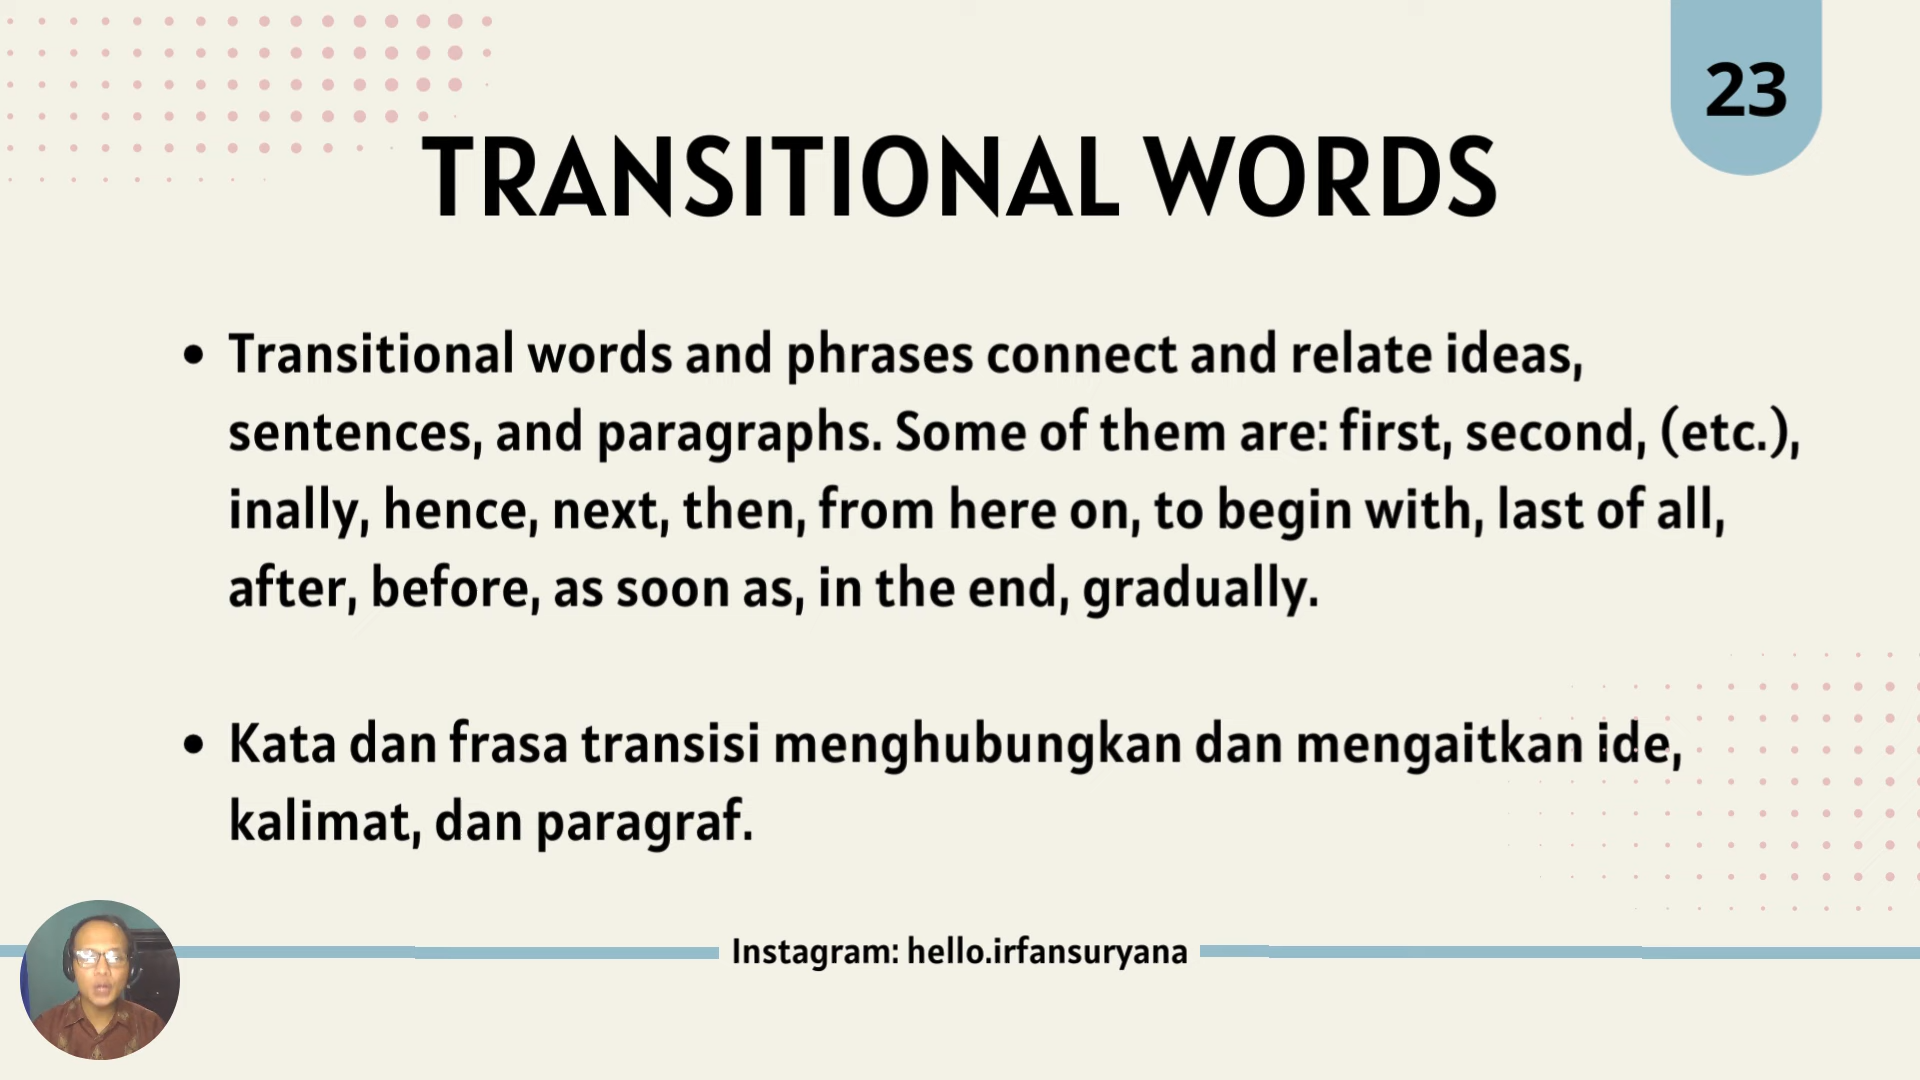 23
TRANSITIONAL WORDS
• Transitional words and phrases connect and relate ideas,
sentences, and paragraphs. Some of them are: first, second, (etc.),
inally, hence, next, then, from here on, to begin with, last of all,
after, before, as soon as, in the end, gradually.
• Kata dan frasa transisi menghubungkan dan mengaitkan ide,
kalimat, dan paragraf.
Instagram: hello.irfansuryana